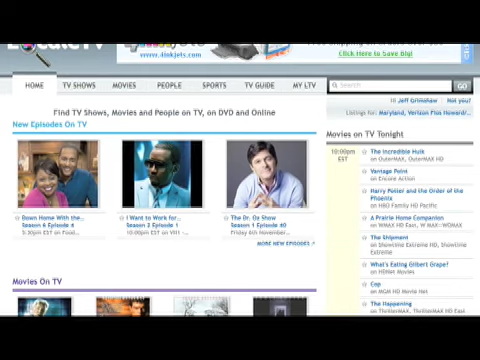 LocateTV
www.4inkjets.com
Click Here to Save Big!
HOME
TV SHOWS
MOVIES
PEOPLE
SPORTS
TV GUIDE
MY LTV
Search
GO
Hi Jeff Grimshaw
Not you?
Listings for: Maryland, Verizon Fios Howard/...
Find TV Shows, Movies and People on TV, on DVD and Online
New Episodes On TV
Down Home With the...
Season 6 Episode
5:30pm EST on Food...
I Want to Work for...
Season 2 Episode 1
10:00pm EST on VH1 ...
The Dr. Oz Show
Season 1 Episode 40
Friday 6th November...
MORE NEW EPISODES
Movies On TV
Movies on TV Tonight
10:00pm
EST
The Incredible Hulk
on OuterMAX, OuterMAX HD
Vantage Point
on Encore Action
Harry Potter and the Order of the
Phoenix
on HBO Family HD Pacific
A Prairie Home Companion
on WMAX East, W MAX-WOMAX
The Shipment
on Showtime Extreme HD, Showtime
Extreme
What's Eating Gilbert Grape?
on HDNet Movies
Cop
on MGM HD Movie Net
The Happening
on ThrillerMAX, ThrillerMAX HD East